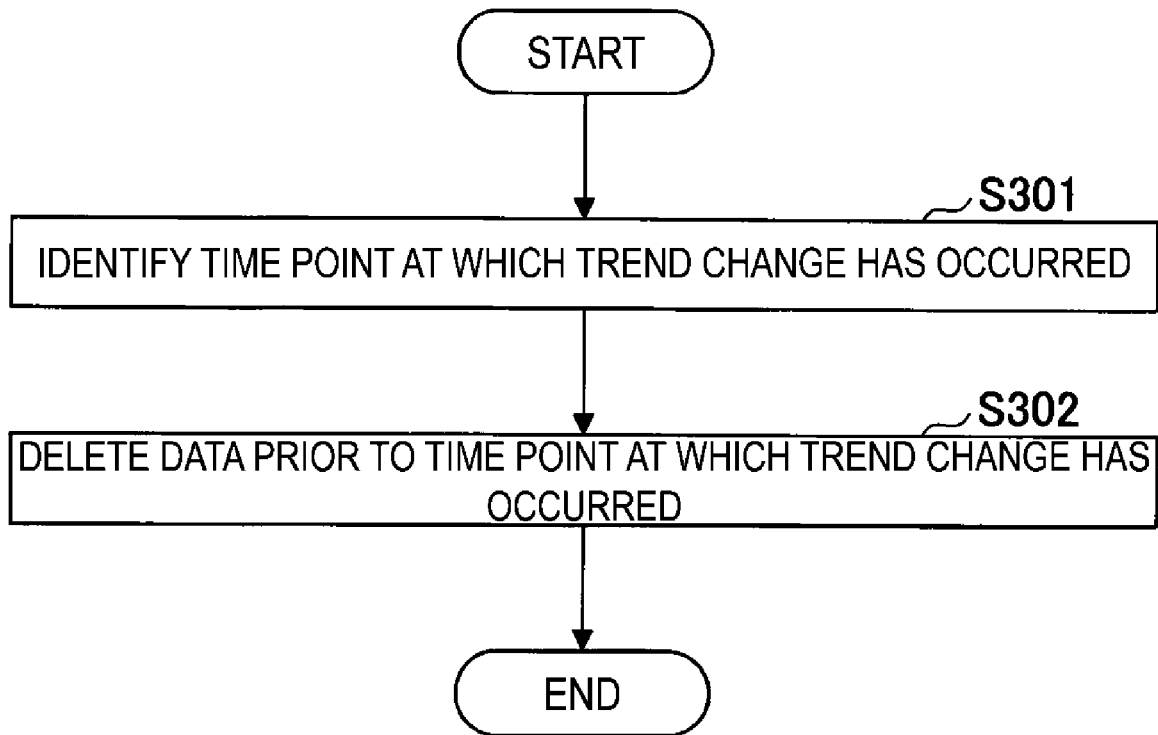 START
S301
IDENTIFY TIME POINT AT WHICH TREND CHANGE HAS OCCURRED
S302
DELETE DATA PRIOR TO TIME POINT AT WHICH TREND CHANGE HAS
OCCURRED
END